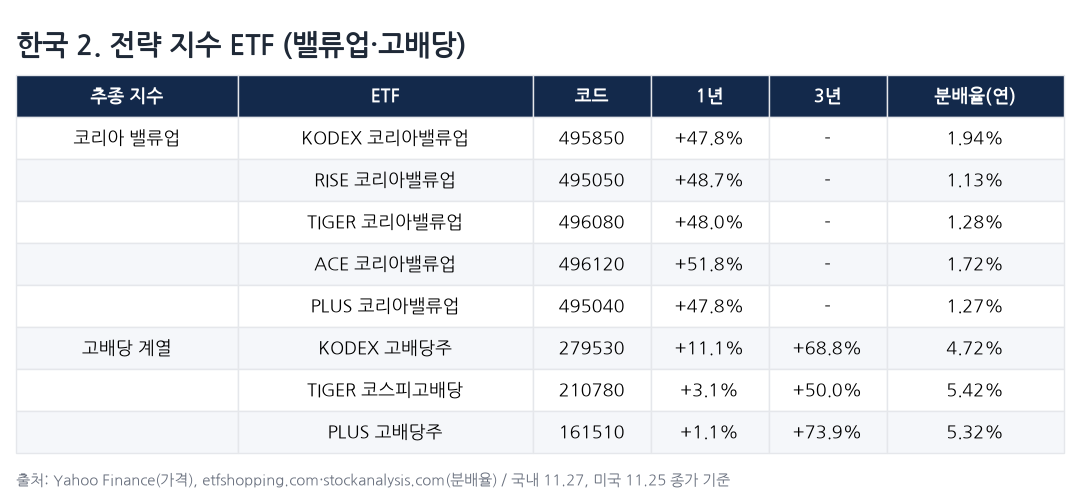 한국 2. 전략 지수 ETF (밸류업·고배당)
추종 지수 ETF 코드 1년 3년 분배율(연)
코리아 밸류업 KODEX 코리아밸류업 495850 +47.8% - 1.94%
RISE 코리아밸류업 495050 +48.7% - 1.13%
TIGER 코리아밸류업 496080 +48.0% - 1.28%
ACE 코리아밸류업 496120 +51.8% - 1.72%
PLUS 코리아밸류업 495040 +47.8% - 1.27%
고배당 계열 KODEX 고배당주 279530 +11.1% +68.8% 4.72%
TIGER 코스피고배당 210780 +3.1% +50.0% 5.42%
PLUS 고배당주 161510 +1.1% +73.9% 5.32%
출처: Yahoo Finance(가격), etfshopping.com·stockanalysis.com(분배율) / 국내 11.27, 미국 11.25 종가 기준